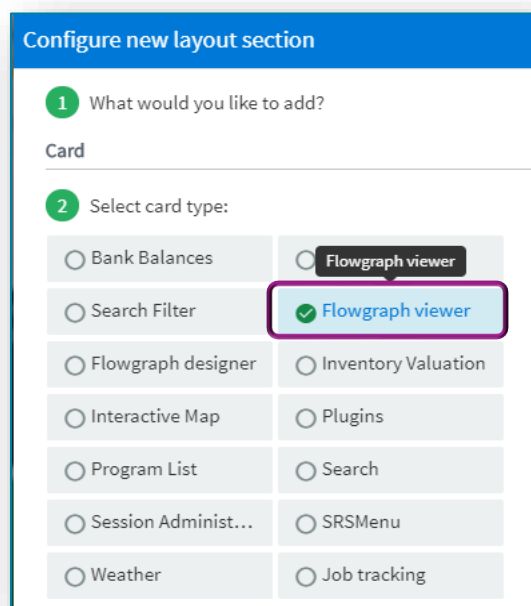 Configure new layout section
1 What would you like to add?
Card
2 Select card type:
Bank Balances
Flowgraph viewer
Search Filter
Flowgraph viewer
Flowgraph designer
Inventory Valuation
Interactive Map
Plugins
Program List
Search
Session Administ...
SRSMenu
Weather
Job tracking